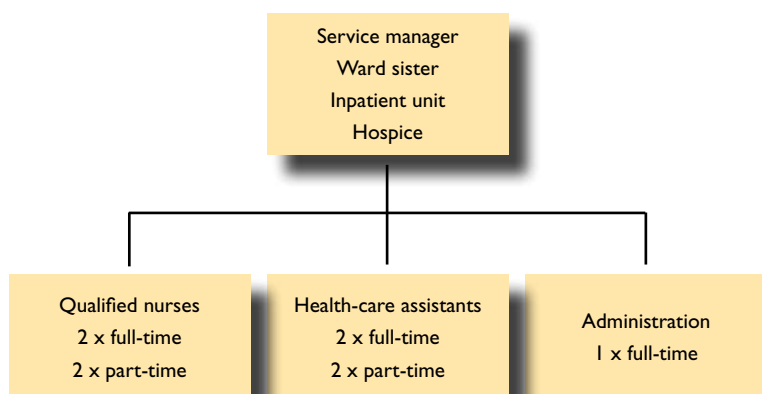 Service manager
Ward sister
Inpatient unit
Hospice
Qualified nurses
2 x full-time
2 x part-time
Health-care assistants
2 x full-time
2 x part-time
Administration
1 x full-time